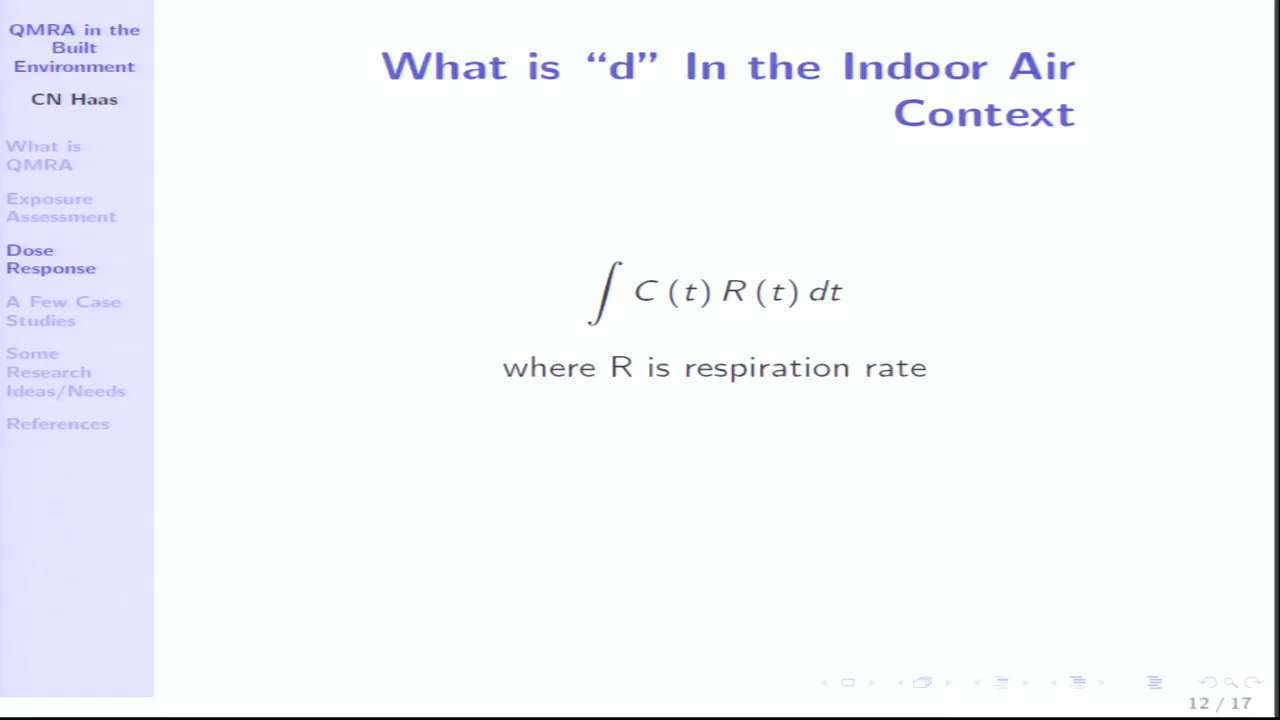 QMRA in the
Built
Environment
CN Haas
What is
QMRA
Exposure
Assessment
Dose
Response
A Few Case
Studies
Some
Research
Ideas/Needs
References
What is “d” In the Indoor Air
Context
∫ C (t) R (t) dt
where R is respiration rate
12 / 17